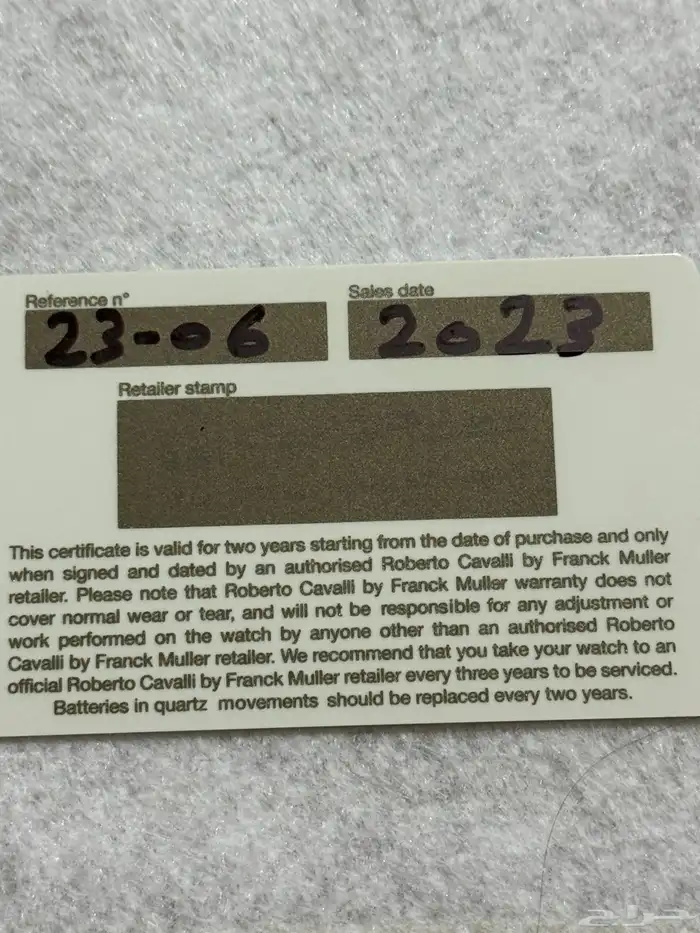 Reference n°
Sales date
23-06
2023
Retailer stamp
This certificate is valid for two years starting from the date of purchase and only
when signed and dated by an authorised Roberto Cavalli by Franck Muller
retailer. Please note that Roberto Cavalli by Franck Muller warranty does not
cover normal wear or tear, and will not be responsible for any adjustment or
work performed on the watch by anyone other than an authorised Roberto
Cavalli by Franck Muller retailer. We recommend that you take your watch to an
official Roberto Cavalli by Franck Muller retailer every three years to be serviced.
Batteries in quartz movements should be replaced every two years.
حراج